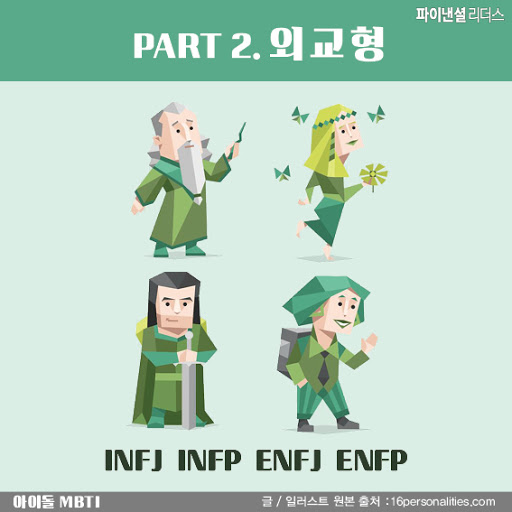 파이낸셜리더스
PART 2. 외교형
INFJ INFP ENFJ ENFP
아이돌 MBTI
글 / 일러스트 원본 출처 : 16personalities.com